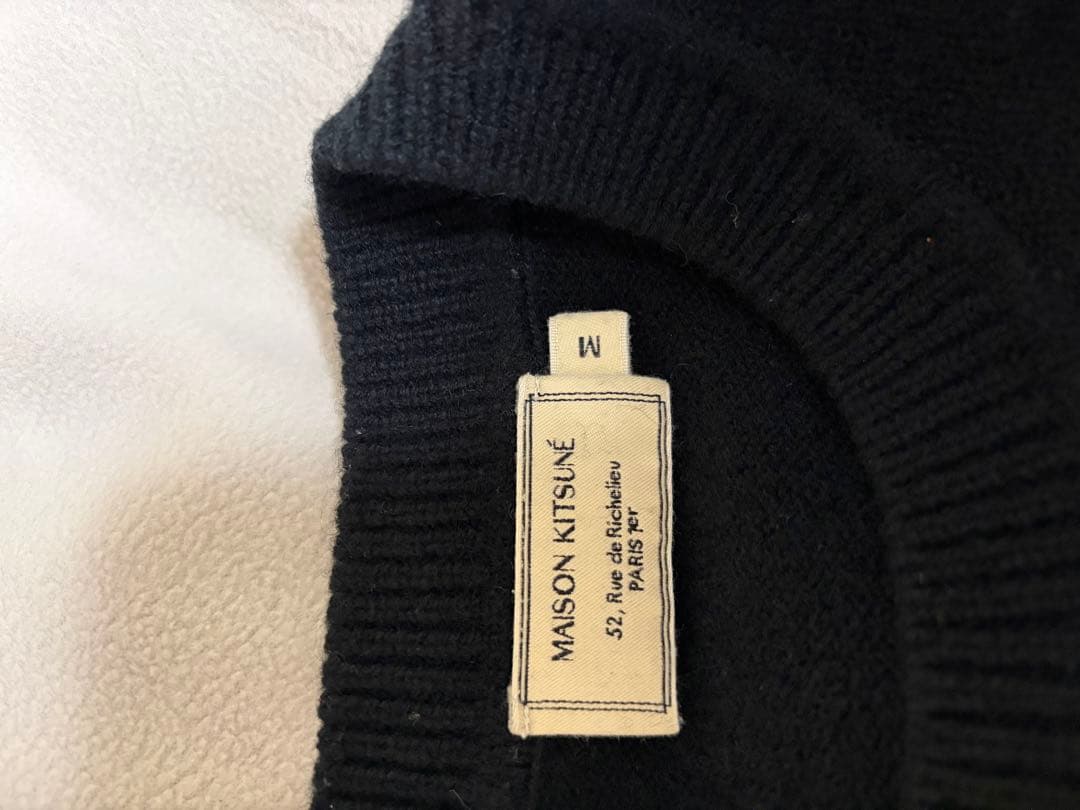 M
MAISON KITSUNÉ
52, Rue de Richelieu
PARIS 1er